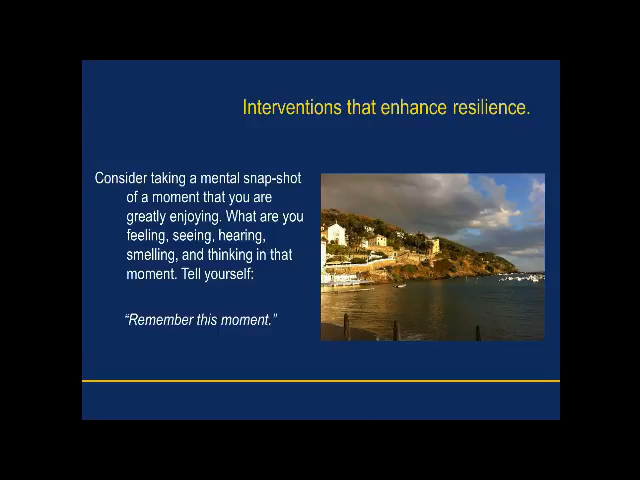 Interventions that enhance resilience.
Consider taking a mental snap-shot
of a moment that you are
greatly enjoying. What are you
feeling, seeing, hearing,
smelling, and thinking in that
moment. Tell yourself:
“Remember this moment.”